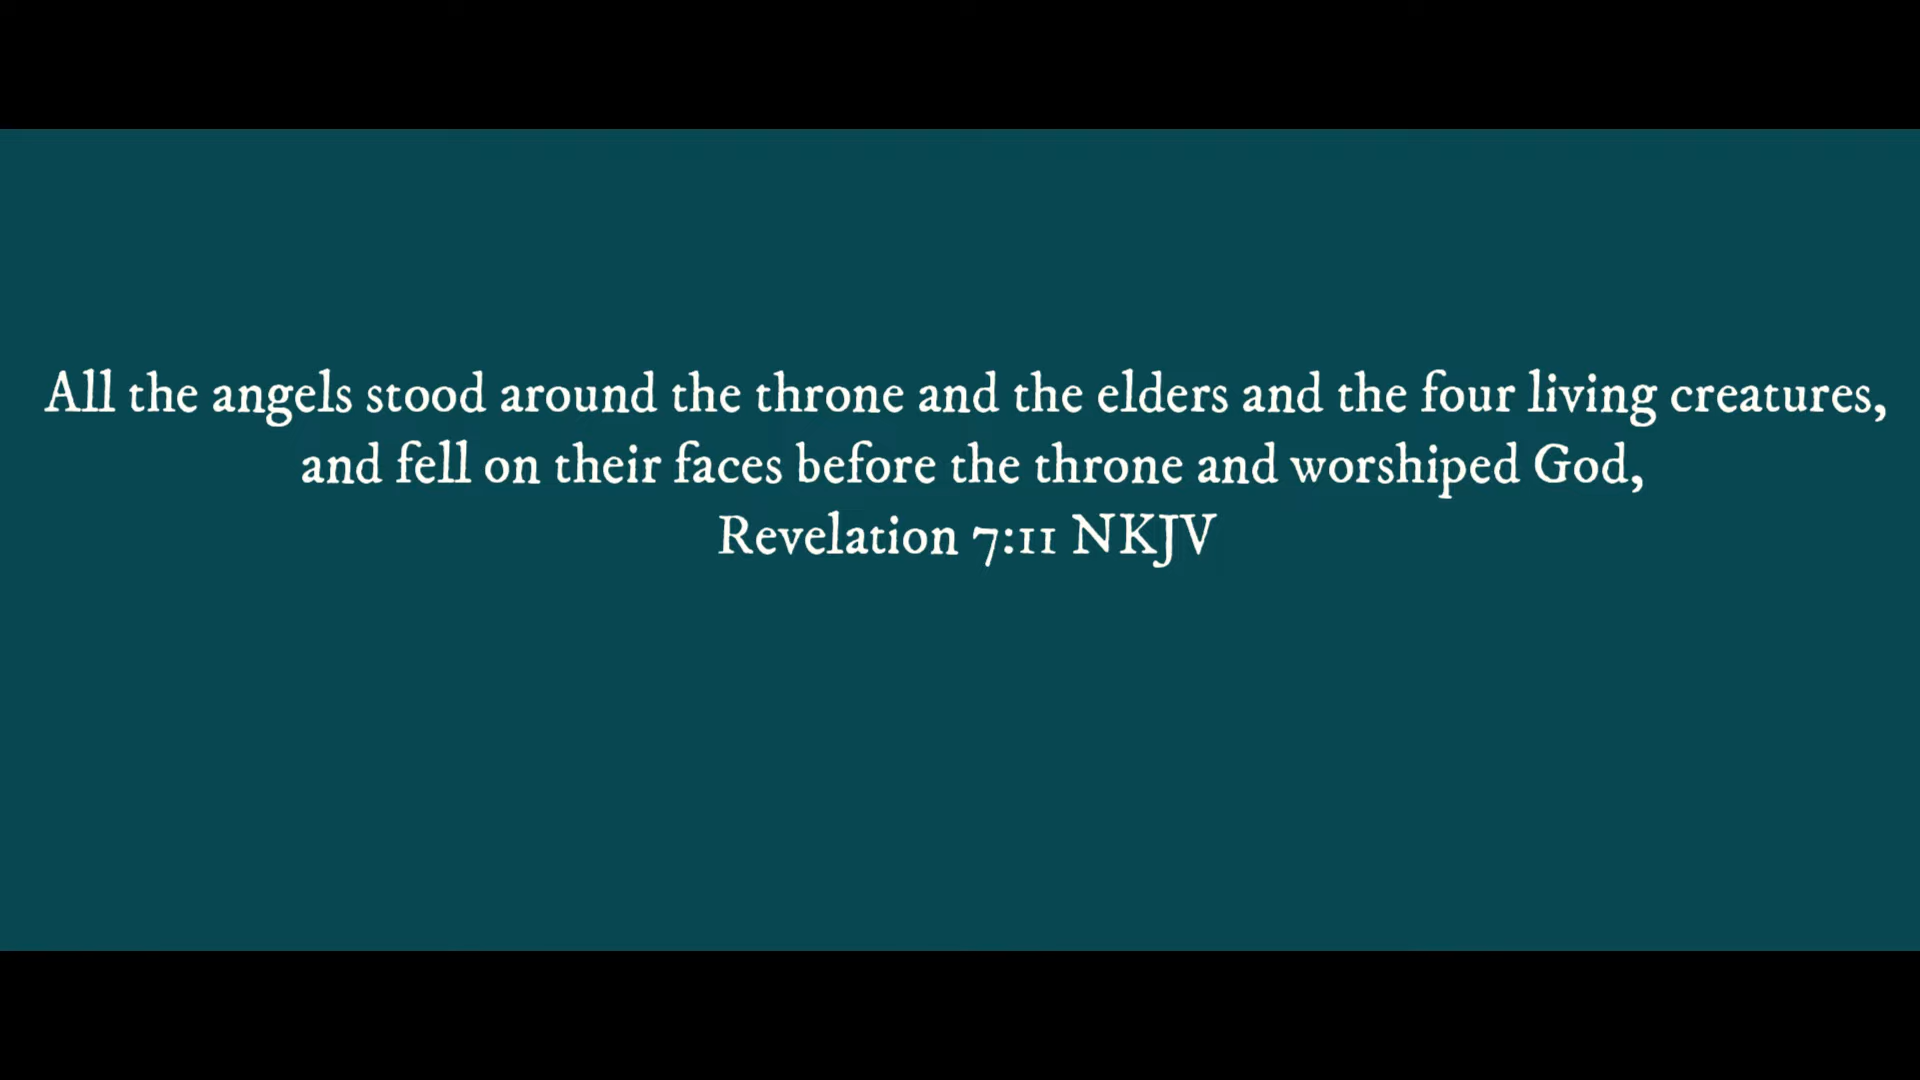 All the angels stood around the throne and the elders and the four living creatures,
and fell on their faces before the throne and worshiped God,
Revelation 7:11 NKJV